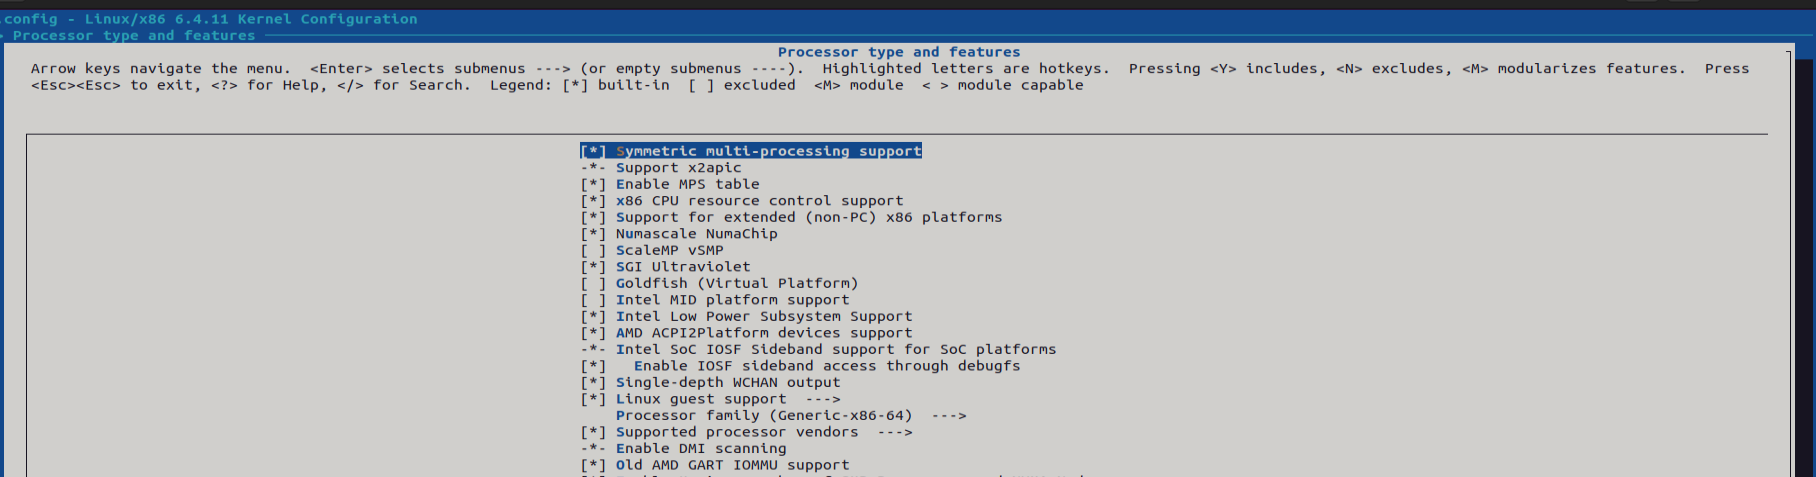 .config - Linux/x86 6.4.11 Kernel Configuration
Processor type and features
Processor type and features
Arrow keys navigate the menu.  <Enter> selects submenus ---> (or empty submenus ----).  Highlighted letters are hotkeys.  Pressing <Y> includes, <N> excludes, <M> modularizes features.  Press
<Esc><Esc> to exit, <?> for Help, </> for Search.  Legend: [*] built-in  [ ] excluded  <M> module  < > module capable
[*] Symmetric multi-processing support
-*- Support x2apic
[*] Enable MPS table
[*] x86 CPU resource control support
[*] Support for extended (non-PC) x86 platforms
[*] Numascale NumaChip
[ ] ScaleMP vSMP
[*] SGI Ultraviolet
[ ] Goldfish (Virtual Platform)
[ ] Intel MID platform support
[*] Intel Low Power Subsystem Support
[*] AMD ACPI2Platform devices support
-*- Intel SoC IOSF Sideband support for SoC platforms
[*]   Enable IOSF sideband access through debugfs
[*] Single-depth WCHAN output
[*] Linux guest support  --->
Processor family (Generic-x86-64)  --->
[*] Supported processor vendors  --->
-*- Enable DMI scanning
[*] Old AMD GART IOMMU support